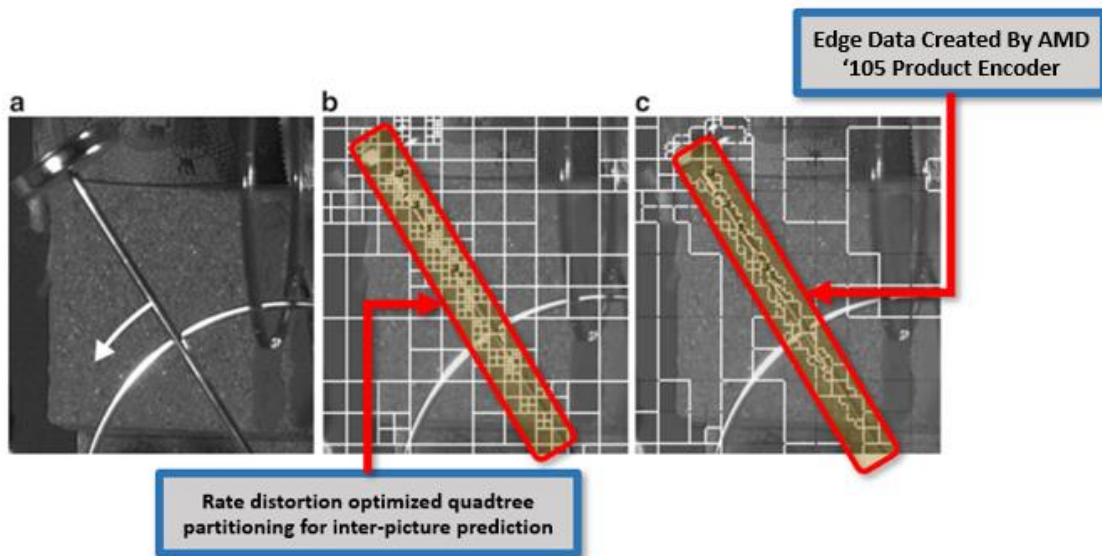 Edge Data Created By AMD
‘105 Product Encoder
a
b
c
Rate distortion optimized quadtree
partitioning for inter-picture prediction